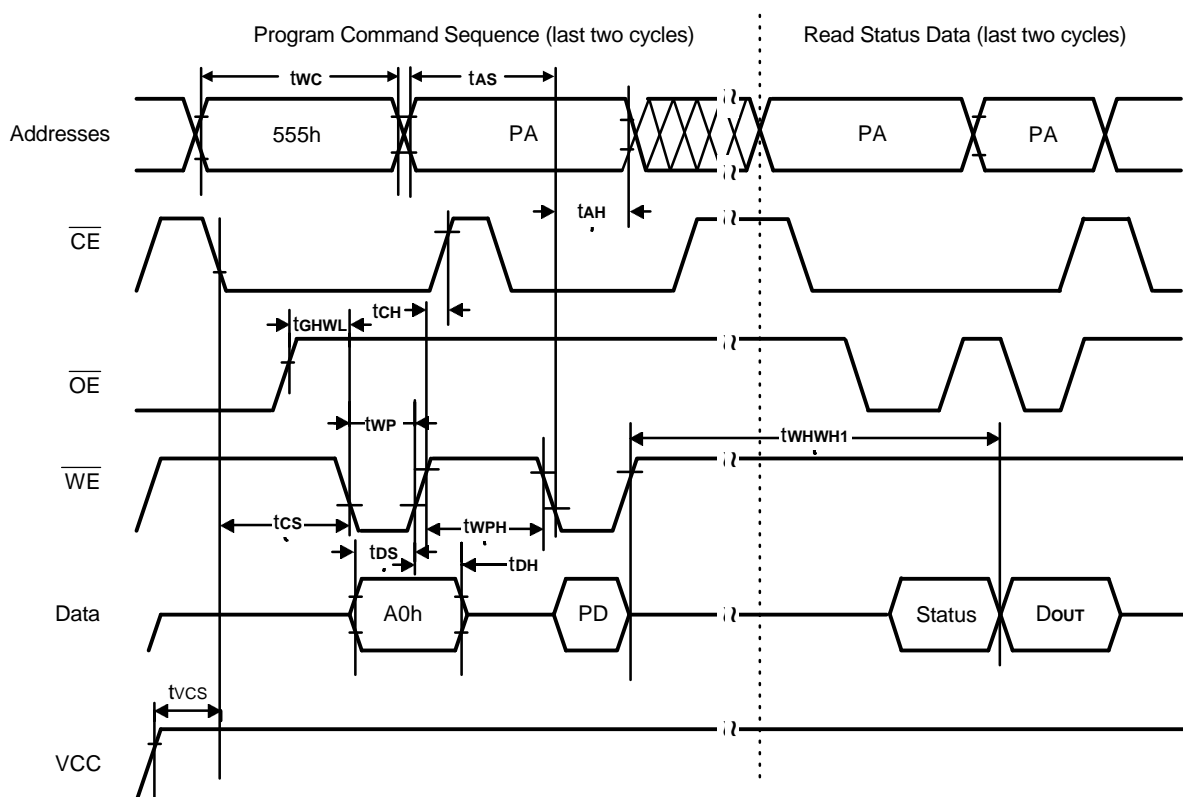 Program Command Sequence (last two cycles)
Read Status Data (last two cycles)
tWC
tAS
Addresses
555h
PA
PA
PA
tAH
CE
tCH
tGHWL
OE
tWP
tWHWH1
WE
tCS
tWPH
tDS
tDH
Data
A0h
PD
Status
DOUT
tVCS
VCC